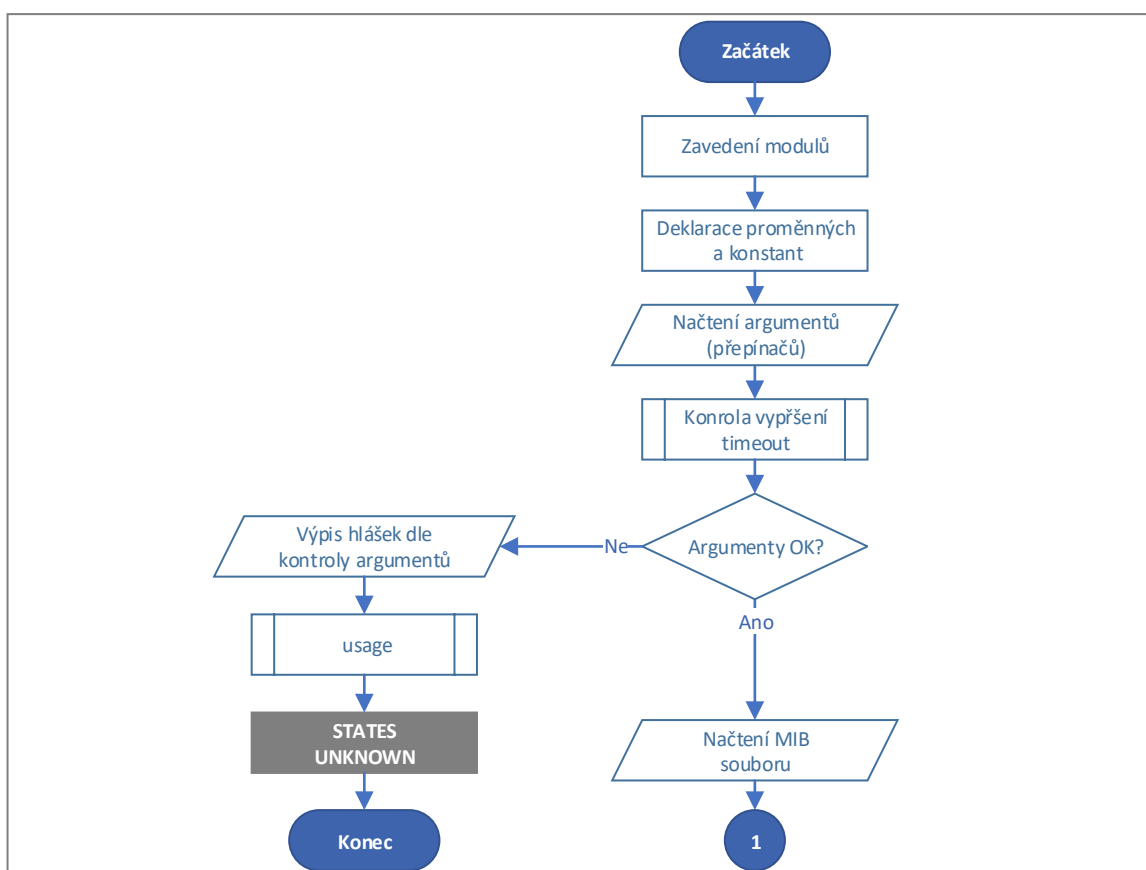 Začátek
Zavedení modulů
Deklarace proměnných
a konstant
Načtení argumentů
(přepínačů)
Konrola vypřšení
timeout
Argumenty OK?
Ne
Výpis hlášek dle
kontroly argumentů
usage
STATES
UNKNOWN
Konec
Ano
Načtení MIB
souboru
1